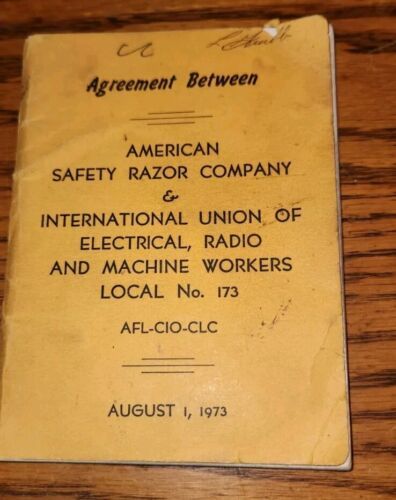 Agreement Between
AMERICAN
SAFETY RAZOR COMPANY
&
INTERNATIONAL UNION OF
ELECTRICAL, RADIO
AND MACHINE WORKERS
LOCAL No. 173
AFL-CIO-CLC
AUGUST 1, 1973